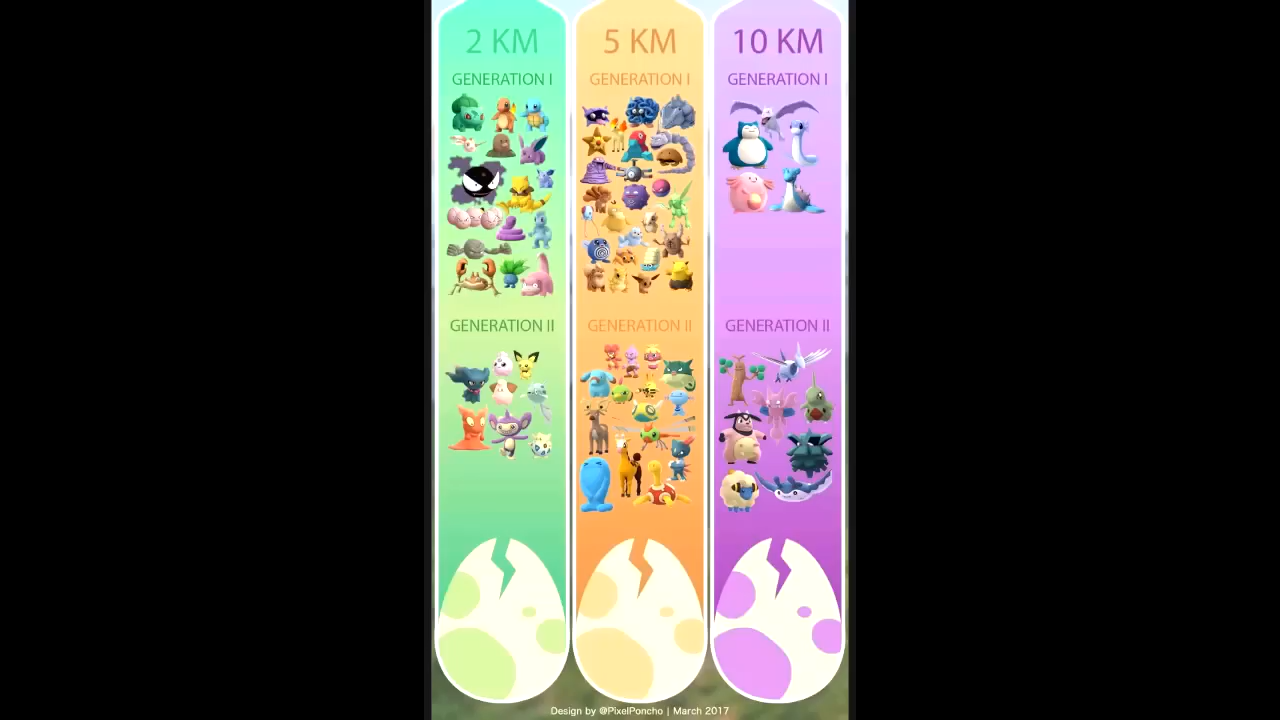 2 KM
GENERATION I
GENERATION II
5 KM
GENERATION I
GENERATION II
10 KM
GENERATION I
GENERATION II
Design by @PixelPoncho | March 2017